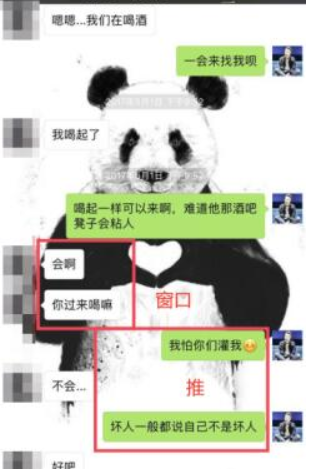 嗯嗯...我们在喝酒
一会来找我呗
我喝起了
喝起一样可以来啊,难道他那酒吧
凳子会粘人
会啊
你过来喝嘛
窗口
我怕你们灌我
不会...
推
坏人一般都说自己不是坏人
好吧